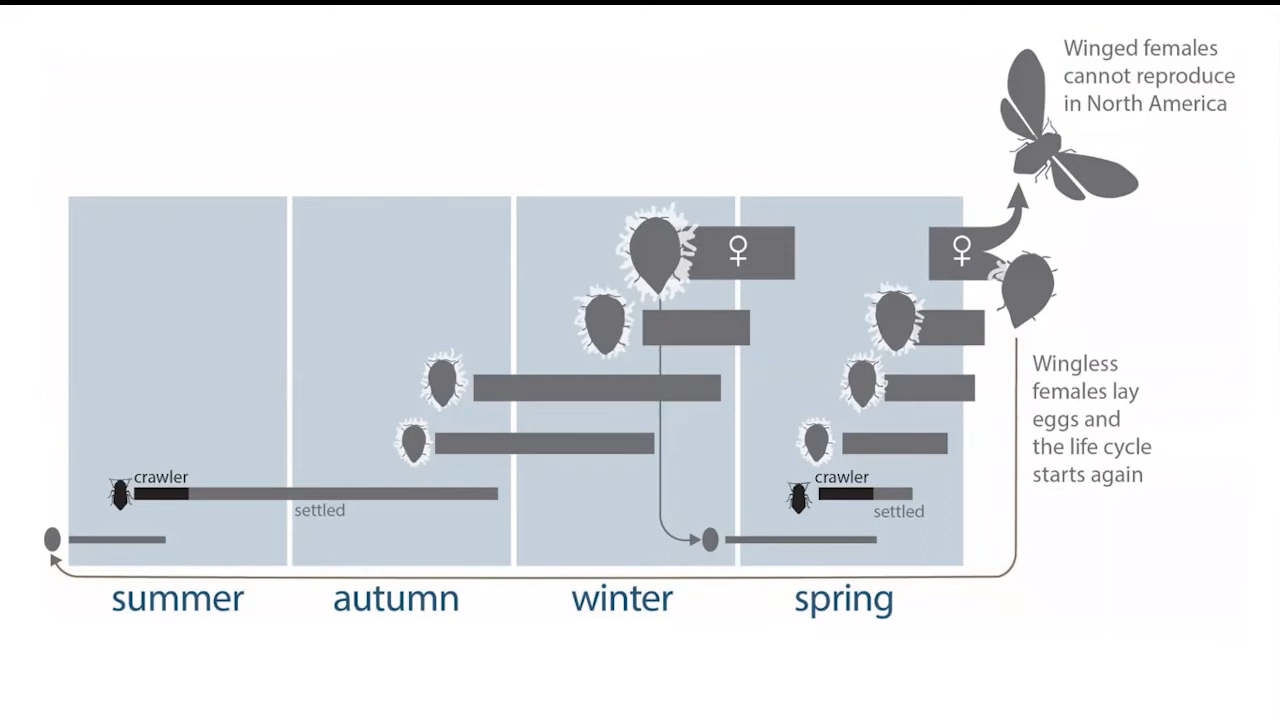 Winged females
cannot reproduce
in North America
♀
♀
Wingless
females lay
eggs and
the life cycle
starts again
crawler
settled
crawler
settled
summer
autumn
winter
spring